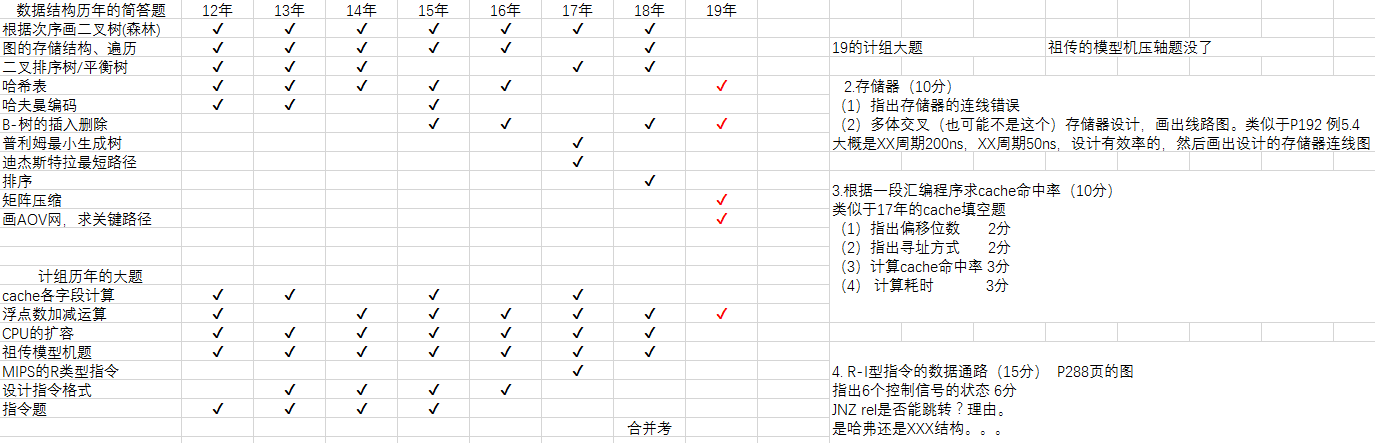 数据结构历年的简答题 12年 13年 14年 15年 16年 17年 18年 19年
根据次序画二叉树(森林) ✓ ✓ ✓ ✓ ✓ ✓ ✓
图的存储结构、遍历 ✓ ✓ ✓ ✓ ✓ ✓
二叉排序树/平衡树 ✓ ✓ ✓ ✓ ✓
哈希表 ✓ ✓ ✓ ✓ ✓ ✓
哈夫曼编码 ✓ ✓ ✓
B-树的插入删除 ✓ ✓ ✓ ✓
普利姆最小生成树 ✓
迪杰斯特拉最短路径 ✓
排序 ✓
矩阵压缩 ✓
画AOV网，求关键路径 ✓
计组历年的大题
cache各字段计算 ✓ ✓ ✓ ✓
浮点数加减运算 ✓ ✓ ✓ ✓ ✓ ✓ ✓
CPU的扩容 ✓ ✓ ✓ ✓ ✓ ✓ ✓
祖传模型机题 ✓ ✓ ✓ ✓ ✓ ✓ ✓
MIPS的R类型指令 ✓
设计指令格式 ✓ ✓ ✓ ✓
指令题 ✓ ✓ ✓ ✓
合并考
19的计组大题 祖传的模型机压轴题没了
2.存储器（10分）
（1）指出存储器的连线错误
（2）多体交叉（也可能不是这个）存储器设计，画出线路图。类似于P192 例5.4
大概是XX周期200ns，XX周期50ns，设计有效率的，然后画出设计的存储器连线图
3.根据一段汇编程序求cache命中率（10分）
类似于17年的cache填空题
（1）指出偏移位数 2分
（2）指出寻址方式 2分
（3）计算cache命中率 3分
（4） 计算耗时 3分
4. R-I型指令的数据通路（15分） P288页的图
指出6个控制信号的状态 6分
JNZ rel是否能跳转？理由。
是哈弗还是XXX结构。。。